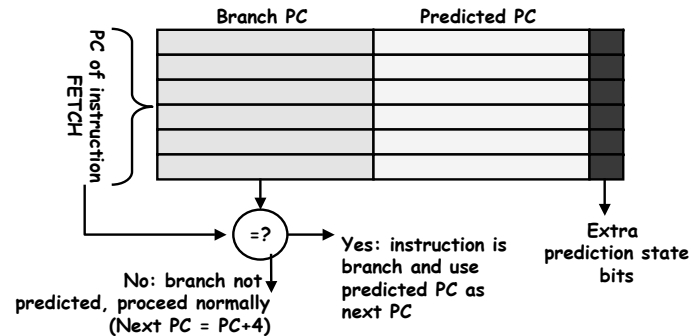 Branch PC
Predicted PC
PC of instruction
FETCH
=?
Yes: instruction is
branch and use
predicted PC as
next PC
Extra
prediction state
bits
No: branch not
predicted, proceed normally
(Next PC = PC+4)